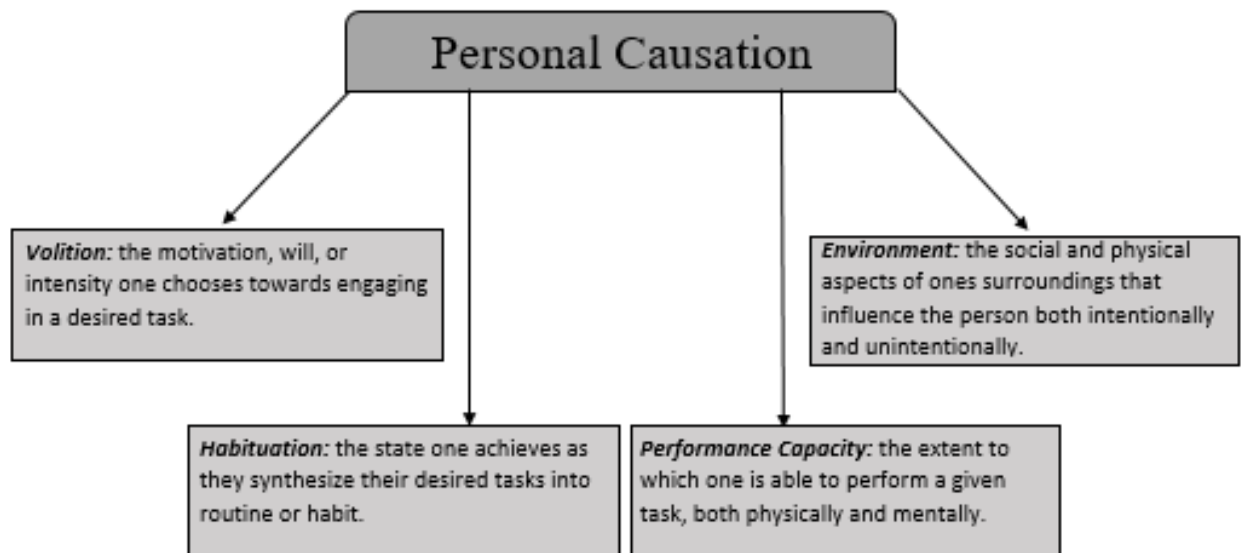 Personal Causation
Volition: the motivation, will, or
intensity one chooses towards engaging
in a desired task.
Environment: the social and physical
aspects of ones surroundings that
influence the person both intentionally
and unintentionally.
Habituation: the state one achieves as
they synthesize their desired tasks into
routine or habit.
Performance Capacity: the extent to
which one is able to perform a given
task, both physically and mentally.